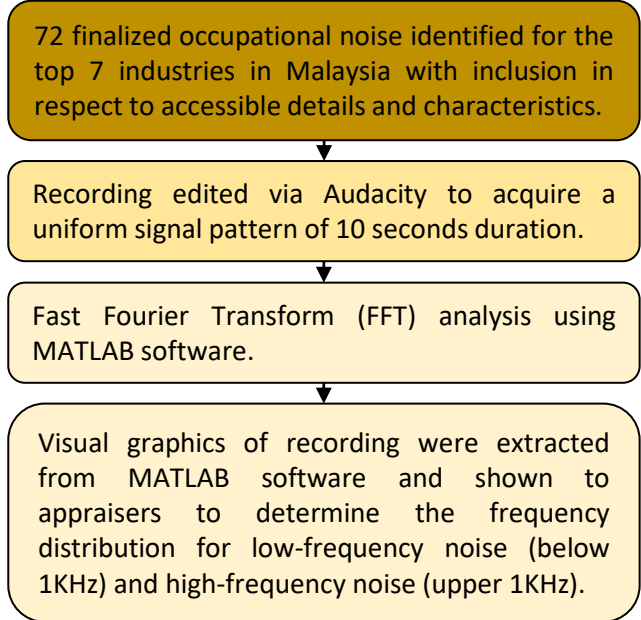 72 finalized occupational noise identified for the
top 7 industries in Malaysia with inclusion in
respect to accessible details and characteristics.
Recording edited via Audacity to acquire a
uniform signal pattern of 10 seconds duration.
Fast Fourier Transform (FFT) analysis using
MATLAB software.
Visual graphics of recording were extracted
from MATLAB software and shown to
appraisers to determine the frequency
distribution for low-frequency noise (below
1KHz) and high-frequency noise (upper 1KHz).